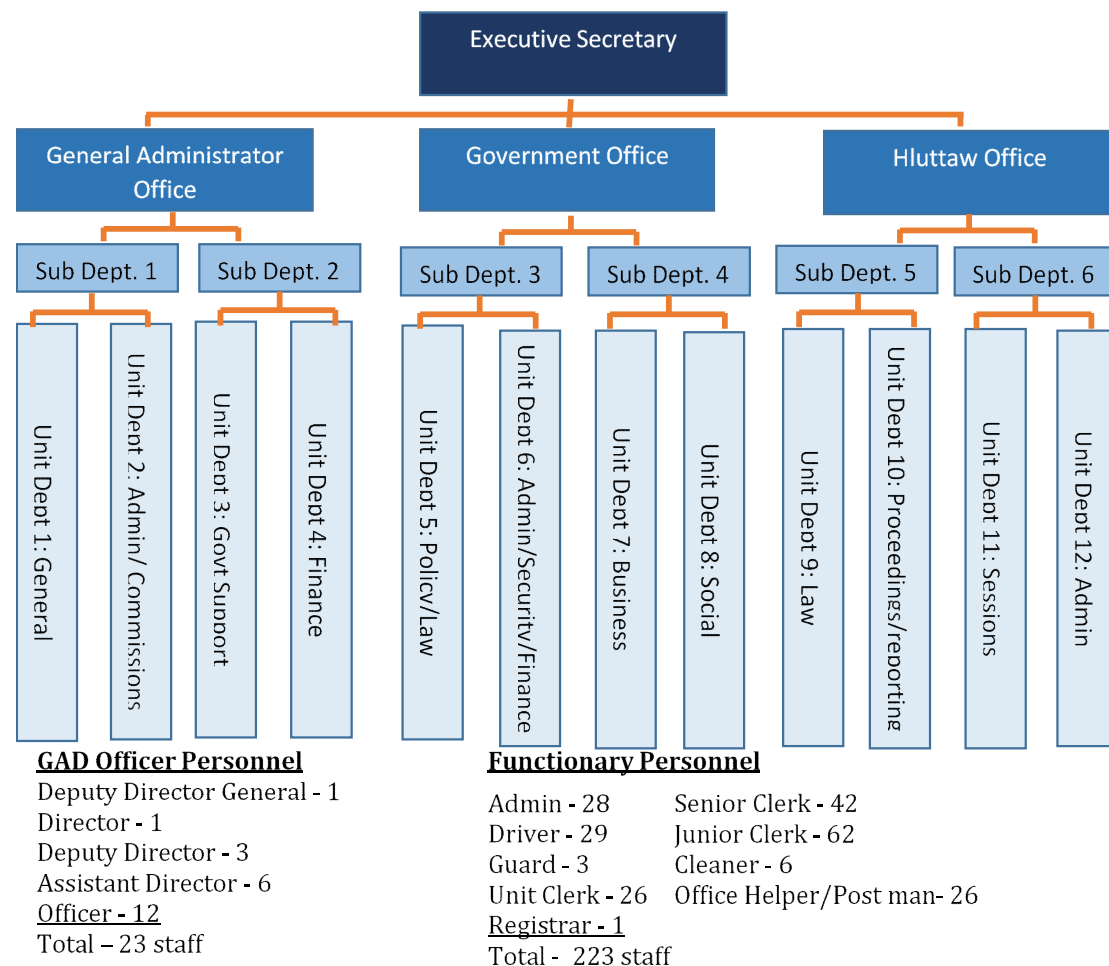 Executive Secretary
General Administrator
Office
Government Office
Hluttaw Office
Sub Dept. 1
Sub Dept. 2
Sub Dept. 3
Sub Dept. 4
Sub Dept. 5
Sub Dept. 6
Unit Dept 1: General
Unit Dept 2: Admin/ Commissions
Unit Dept 3: Govt Support
Unit Dept 4: Finance
Unit Dept 5: Policy/Law
Unit Dept 6: Admin/Security/Finance
Unit Dept 7: Business
Unit Dept 8: Social
Unit Dept 9: Law
Unit Dept 10: Proceedings/reporting
Unit Dept 11: Sessions
Unit Dept 12: Admin
GAD Officer Personnel
Deputy Director General - 1
Director - 1
Deputy Director - 3
Assistant Director - 6
Officer - 12
Total – 23 staff
Functionary Personnel
Admin - 28
Driver - 29
Guard - 3
Unit Clerk - 26
Registrar - 1
Total -  223 staff
Senior Clerk - 42
Junior Clerk - 62
Cleaner - 6
Office Helper/Post man- 26